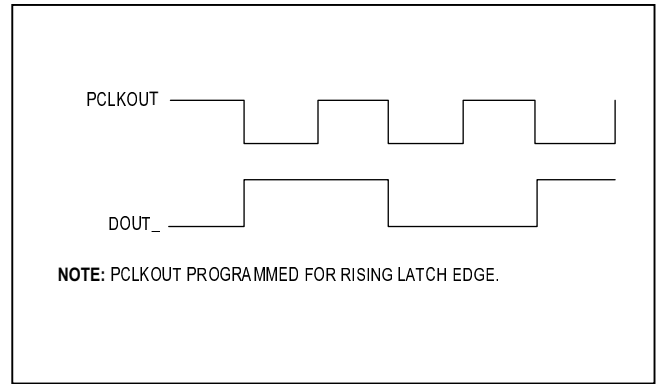 PCLKOUT
DOUT_
NOTE: PCLKOUT PROGRAMMED FOR RISING LATCH EDGE.